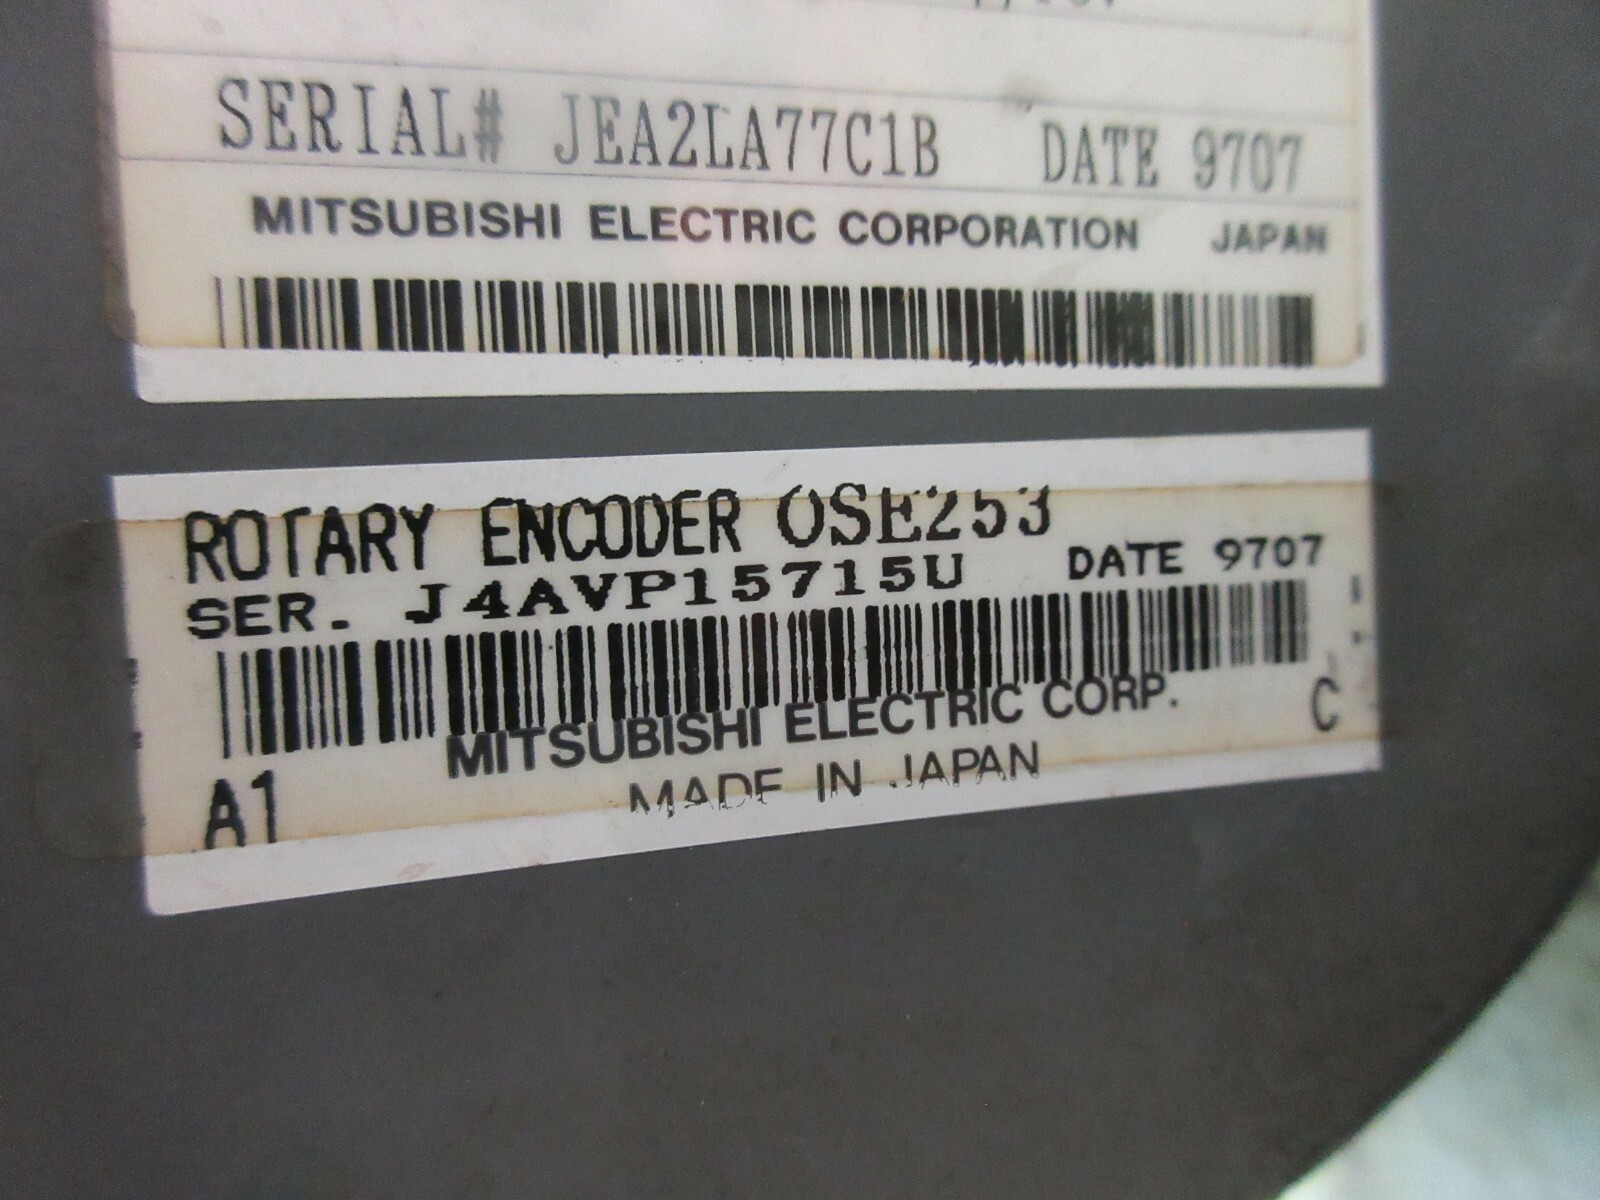 SERIAL# JEA2LA77C1B DATE 9707
MITSUBISHI ELECTRIC CORPORATION JAPAN
ROTARY ENCODER OSE253
SER. J4AVP15715U DATE 9707
MITSUBISHI ELECTRIC CORP. C
A1 MADE IN JAPAN